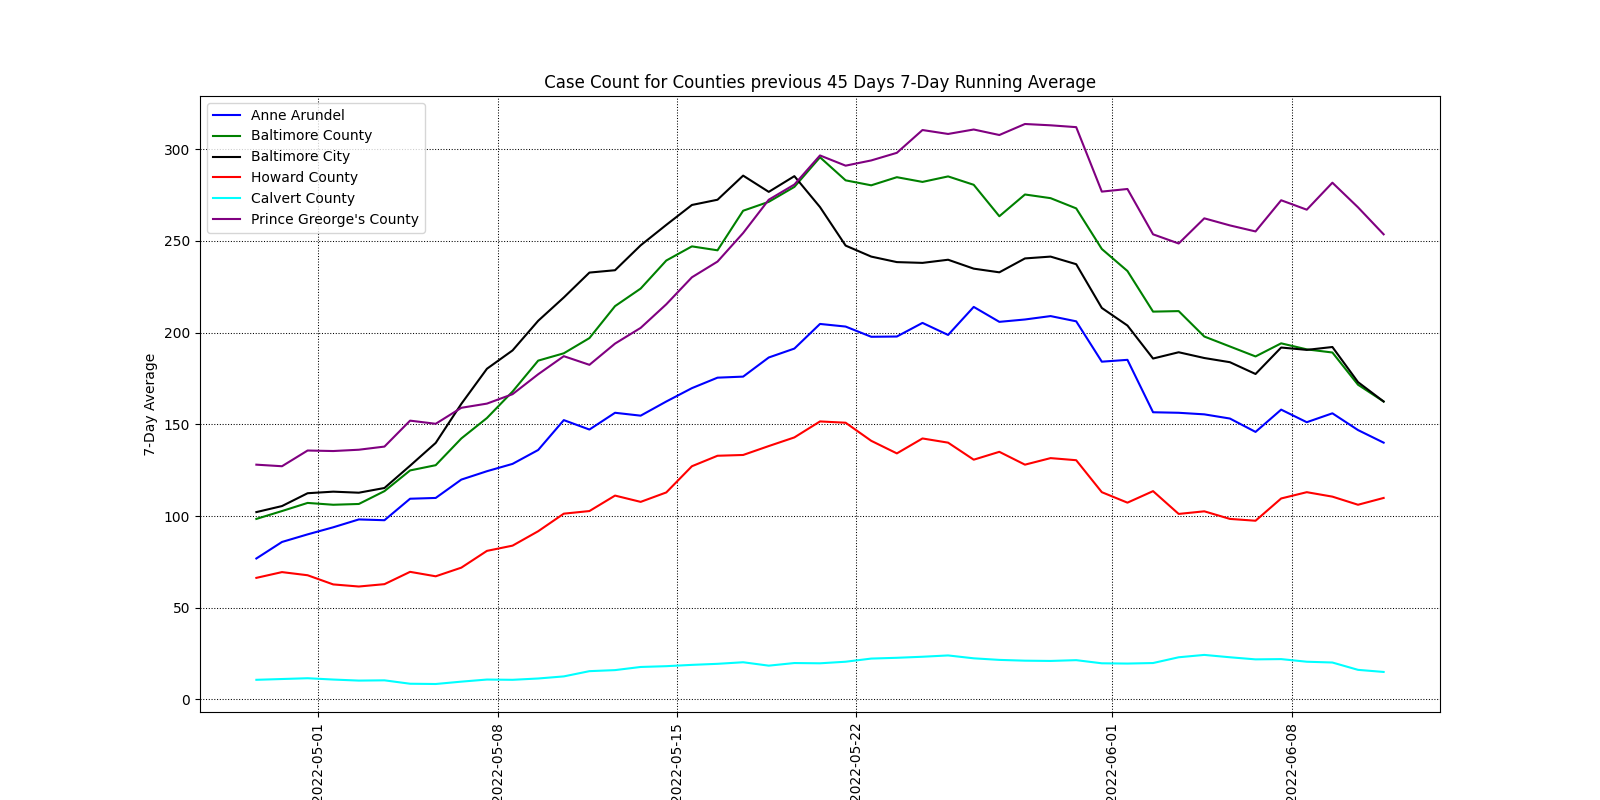 Case Count for Counties previous 45 Days 7-Day Running Average
Anne Arundel
Baltimore County
Baltimore City
Howard County
Calvert County
Prince Greorge's County
7-Day Average
300
250
200
150
100
50
0
2022-05-01
2022-05-08
2022-05-15
2022-05-22
2022-06-01
2022-06-08